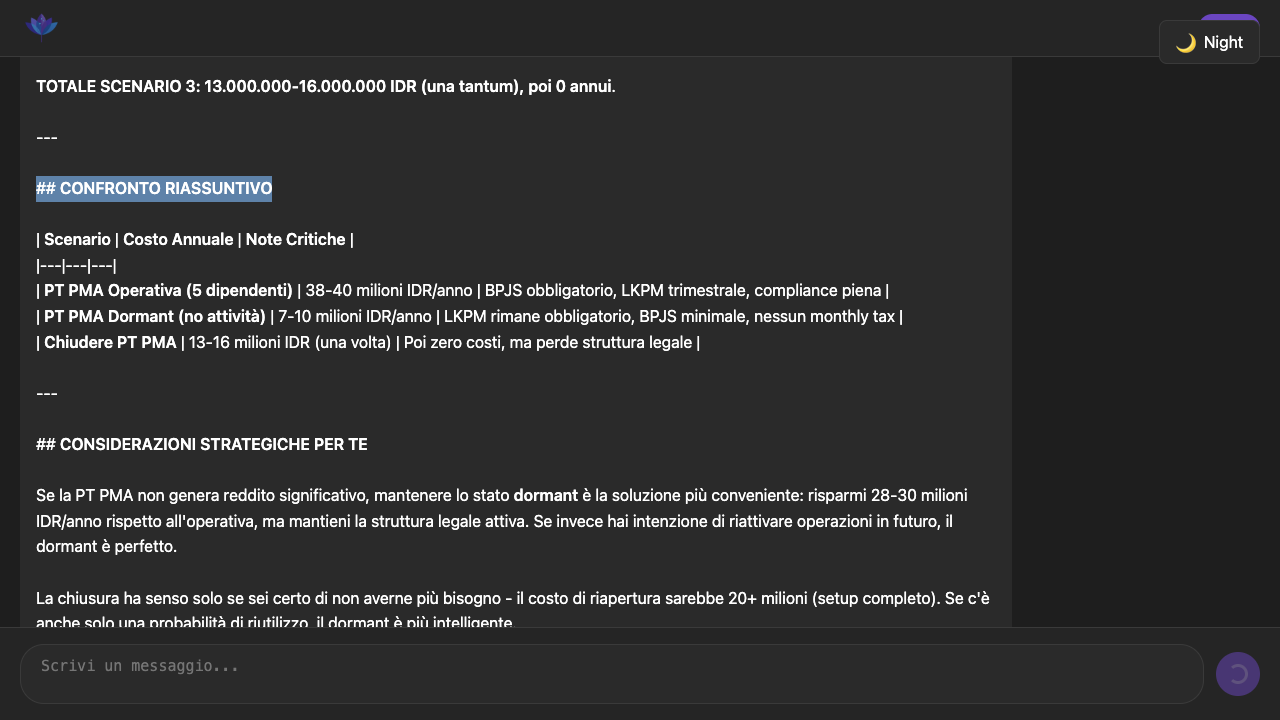 🌙 Night
TOTALE SCENARIO 3: 13.000.000-16.000.000 IDR (una tantum), poi 0 annui.
---
## CONFRONTO RIASSUNTIVO
| Scenario | Costo Annuale | Note Critiche |
|---|---|---|
| PT PMA Operativa (5 dipendenti) | 38-40 milioni IDR/anno | BPJS obbligatorio, LKPM trimestrale, compliance piena |
| PT PMA Dormant (no attività) | 7-10 milioni IDR/anno | LKPM rimane obbligatorio, BPJS minimale, nessun monthly tax |
| Chiudere PT PMA | 13-16 milioni IDR (una volta) | Poi zero costi, ma perde struttura legale |
---
## CONSIDERAZIONI STRATEGICHE PER TE
Se la PT PMA non genera reddito significativo, mantenere lo stato dormant è la soluzione più conveniente: risparmi 28-30 milioni
IDR/anno rispetto all'operativa, ma mantieni la struttura legale attiva. Se invece hai intenzione di riattivare operazioni in futuro, il
dormant è perfetto.
La chiusura ha senso solo se sei certo di non averne più bisogno - il costo di riapertura sarebbe 20+ milioni (setup completo). Se c'è
anche solo una probabilità di riutilizzo, il dormant è più intelligente.
Scrivi un messaggio...